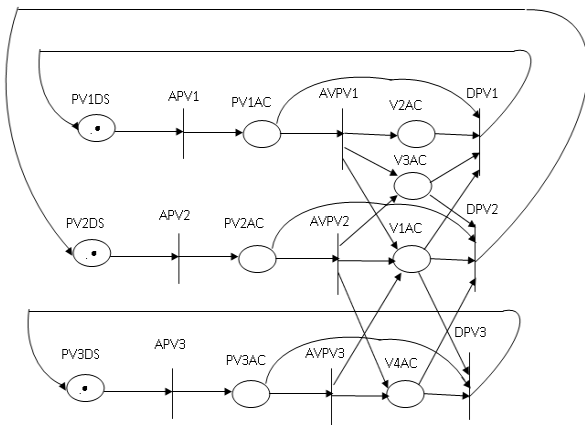 PV1DS APV1 PV1AC AVPV1 V2AC DPV1
V3AC
PV2DS APV2 PV2AC AVPV2 V1AC DPV2
PV3DS APV3 PV3AC AVPV3 V4AC DPV3